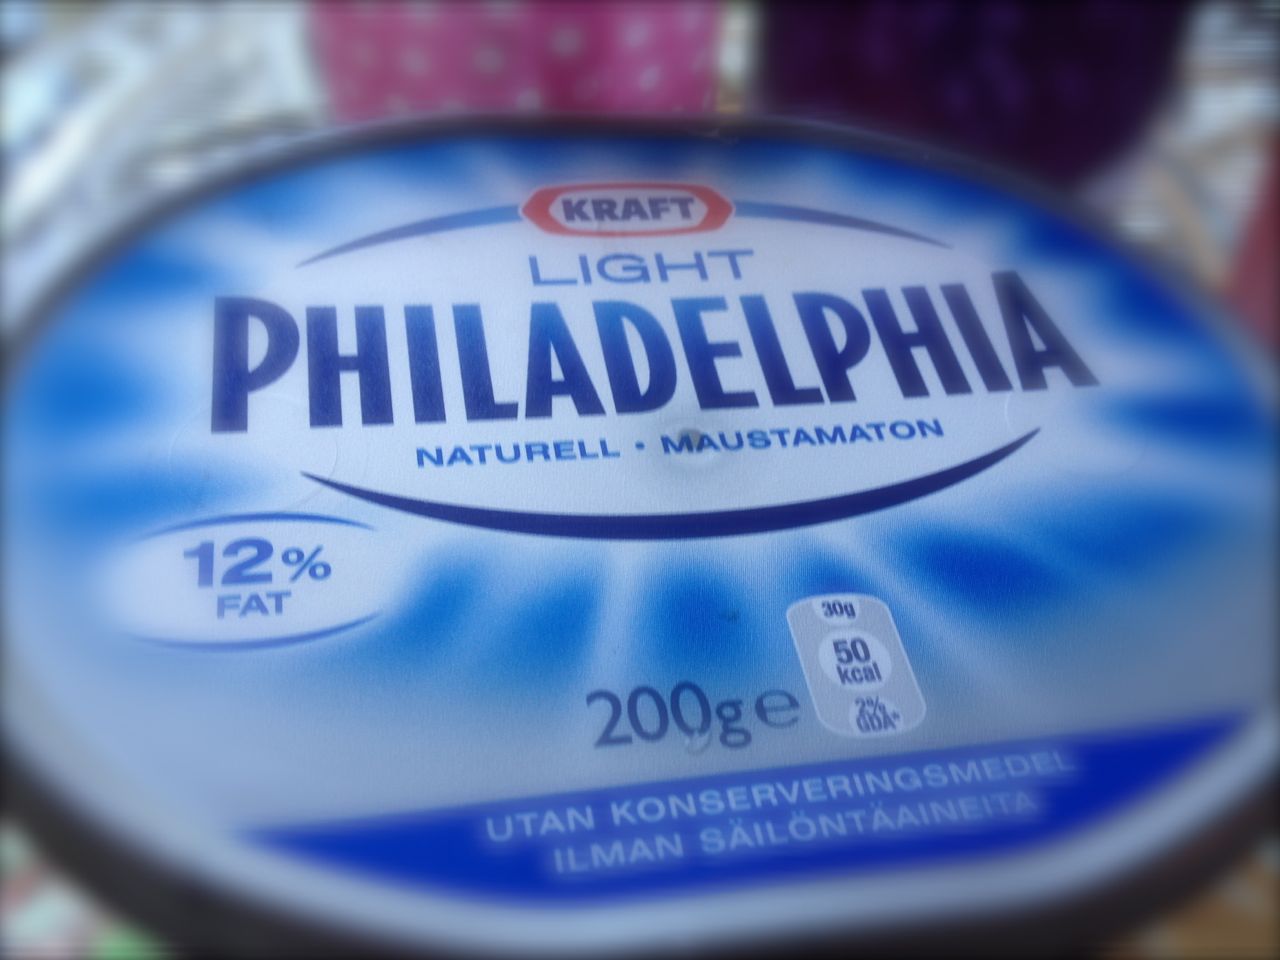 KRAFT
LIGHT
PHILADELPHIA
NATURELL · MAUSTAMATON
12%
FAT
30g
50
kcal
2%
GDA*
200g e
UTAN KONSERVERINGSMEDEL
ILMAN SÄILÖNTÄAINEITA